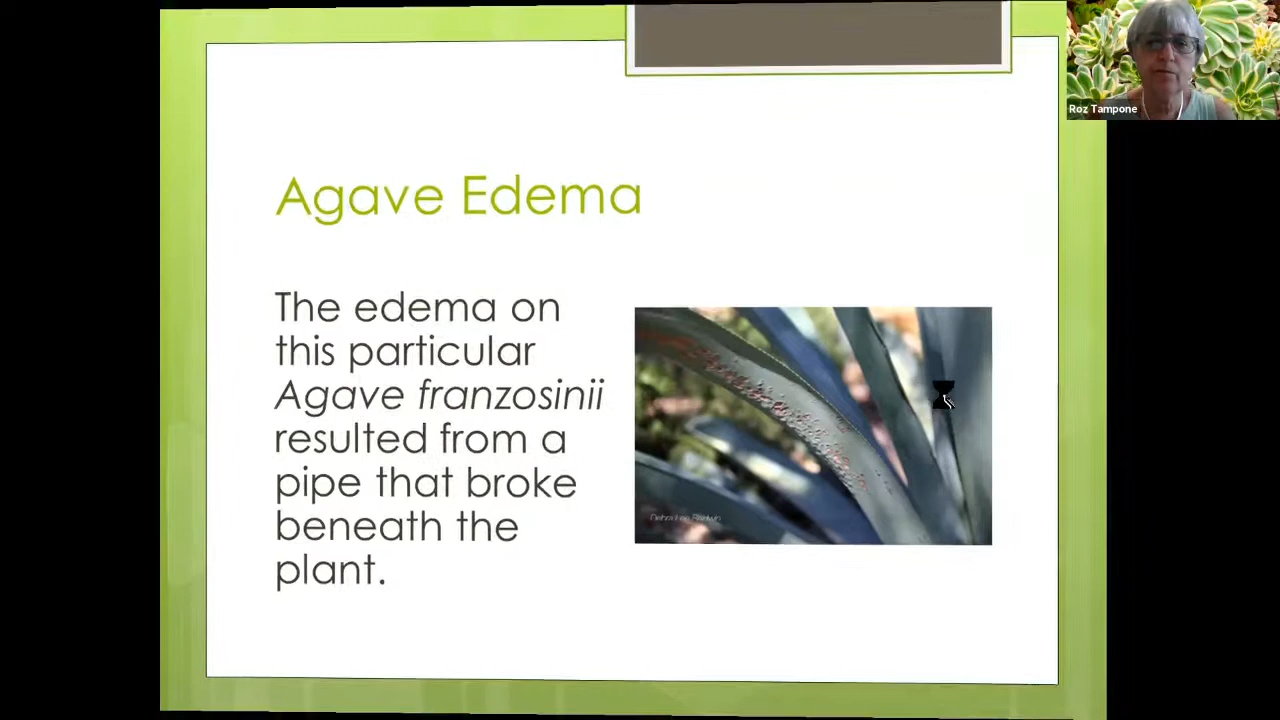 Roz Tampone
Agave Edema
The edema on
this particular
Agave franzosinii
resulted from a
pipe that broke
beneath the
plant.